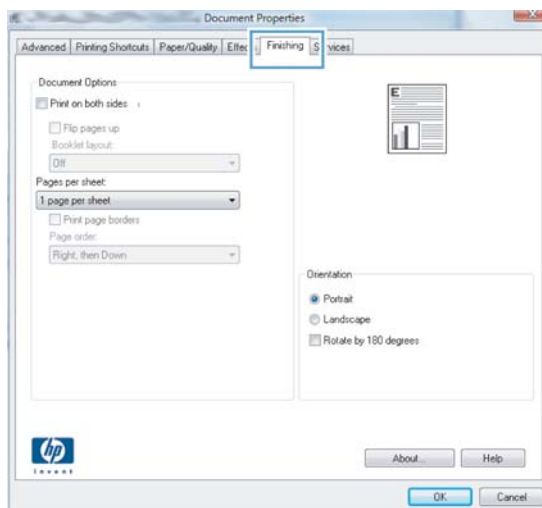 Document Properties
Advanced Printing Shortcuts Paper/Quality Finishing
Document Options
Print on both sides
Flip pages up
Booklet layout:
Off
Pages per sheet:
1 page per sheet
Print page borders
Page order:
Right, then Down
E
Orientation
Portrait
Landscape
Rotate by 180 degrees
hp
invent
About... Help
OK Cancel